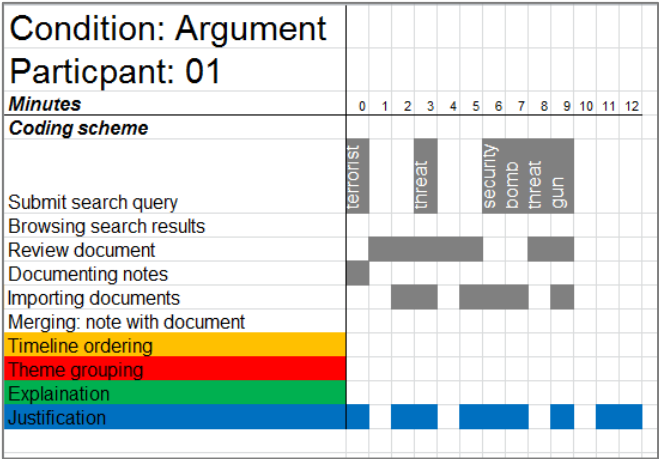 Condition: Argument
Particpant: 01
Minutes 0 1 2 3 4 5 6 7 8 9 10 11 12
Coding scheme
Submit search query terrorist threat security bomb threat gun
Browsing search results
Review document
Documenting notes
Importing documents
Merging: note with document
Timeline ordering
Theme grouping
Explaination
Justification